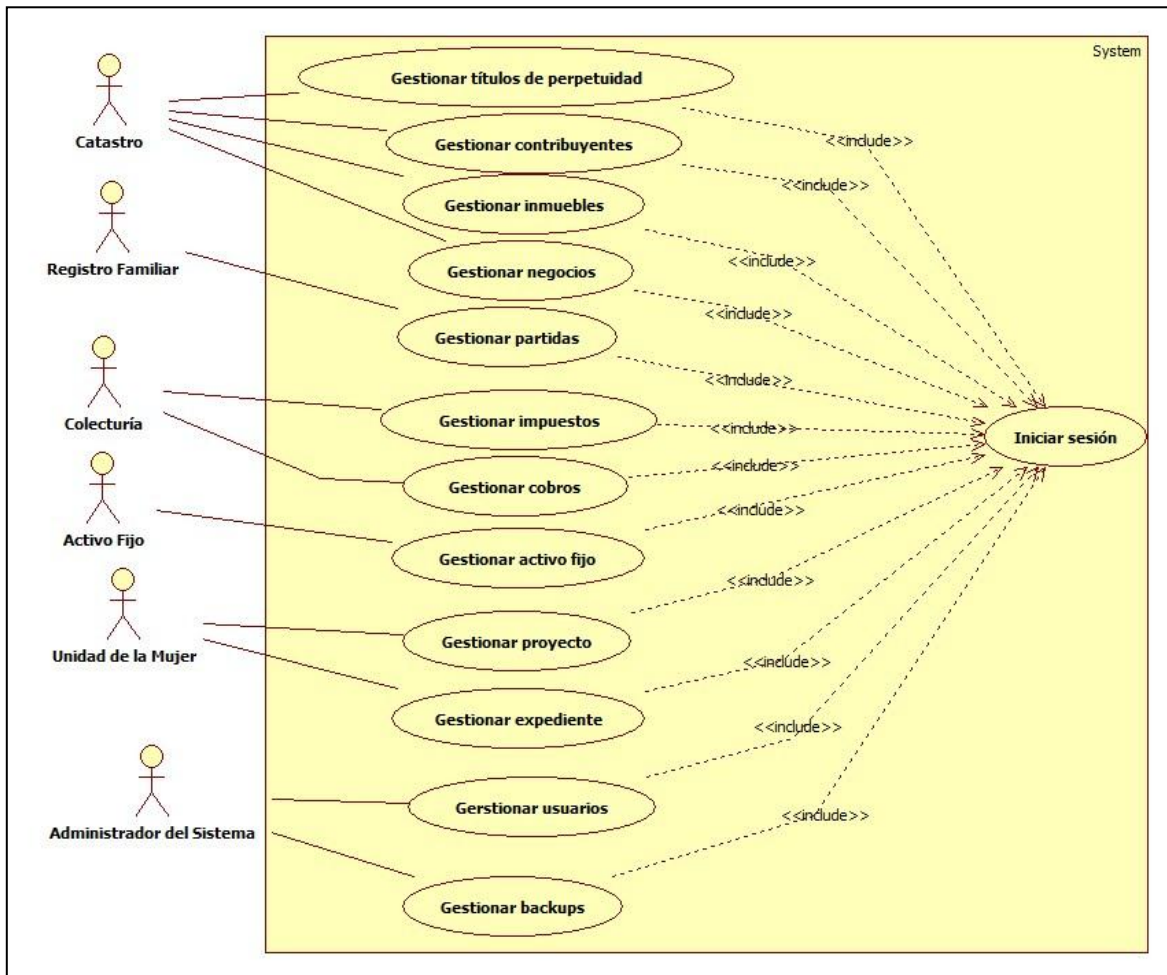 System
Gestionar títulos de perpetuidad
Catastro
<<include>>
Gestionar contribuyentes
<<include>>
Gestionar inmuebles
Registro Familiar
<<include>>
Gestionar negocios
<<include>>
Gestionar partidas
<<include>>
Colecturía
Gestionar impuestos
<<include>>
Iniciar sesión
<<include>>
Gestionar cobros
<<include>>
Activo Fijo
Gestionar activo fijo
<<include>>
Gestionar proyecto
Unidad de la Mujer
<<include>>
Gestionar expediente
<<include>>
Gerstionar usuarios
Administrador del Sistema
<<include>>
Gestionar backups